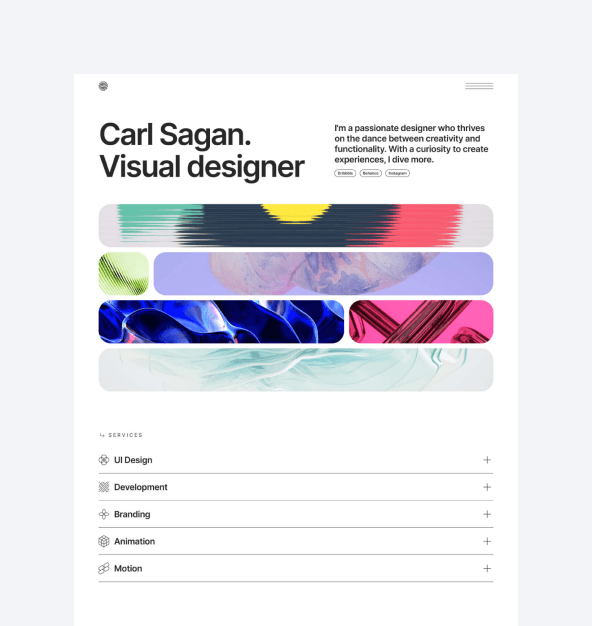 Carl Sagan.
Visual designer
I'm a passionate designer who thrives
on the dance between creativity and
functionality. With a curiosity to create
experiences, I dive more.
Dribbble
Behance
Instagram
↳ SERVICES
UI Design
Development
Branding
Animation
Motion